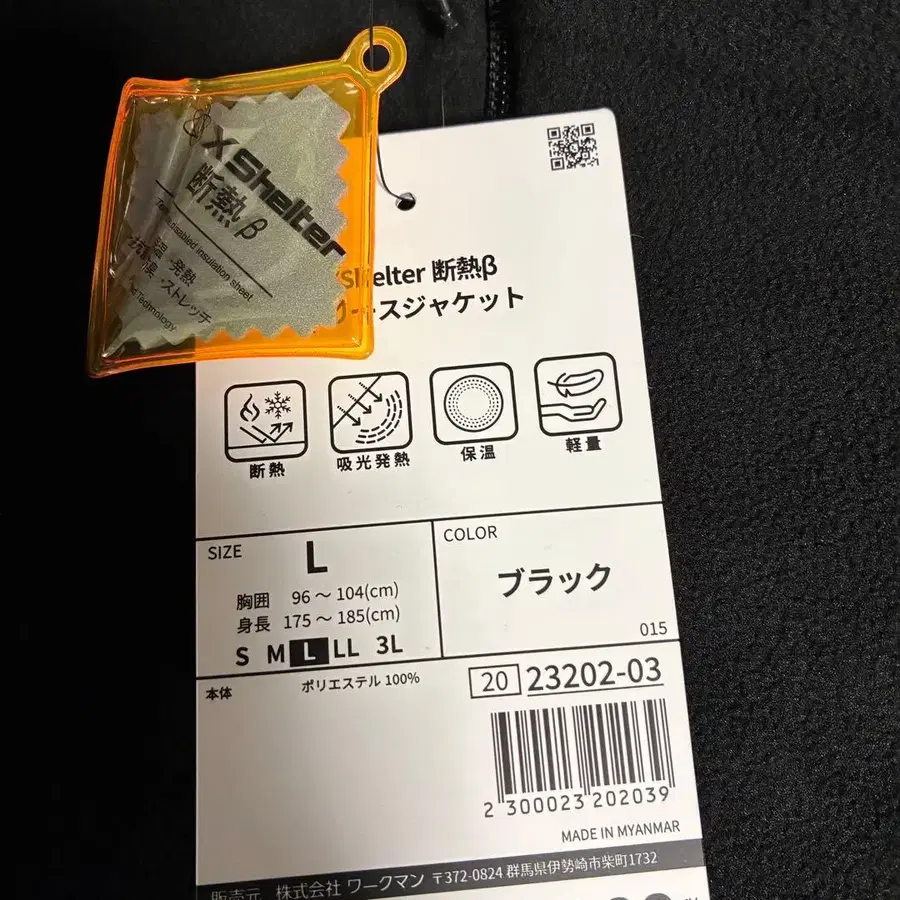 XShelter
断熱β
disabled insulation sheet
発熱
ストレッチ
Technology
Shelter 断熱β
ースジャケット
断熱
吸光発熱
保温
軽量
SIZE
L
胸囲 96～104(cm)
身長 175～185(cm)
S M L LL 3L
COLOR
ブラック
015
本体 ポリエステル 100%
20 23202-03
2 300023 202039
MADE IN MYANMAR
販売元 株式会社 ワークマン 〒372-0824 群馬県伊勢崎市柴町1732